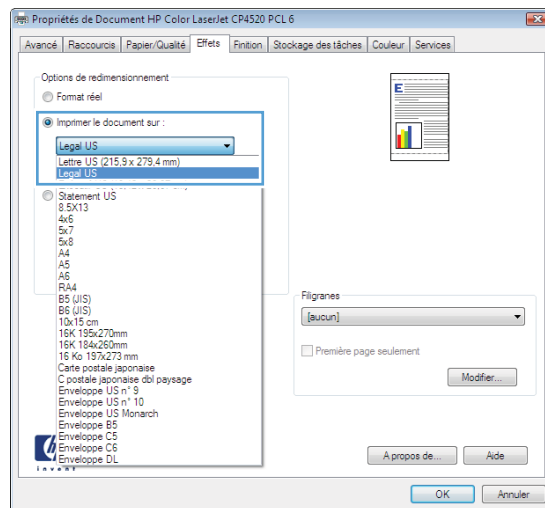 Propriétés de Document HP Color LaserJet CP4520 PCL 6
Avancé Raccourcis Papier/Qualité Effets Finition Stockage des tâches Couleur Services
Options de redimensionnement
Format réel
Imprimer le document sur :
Legal US
Lettre US (215,9 x 279,4 mm)
Legal US
Statement US
8.5X13
4x6
5x7
5x8
A4
A5
A6
RA4
B5 (JIS)
B6 (JIS)
10x15 cm
16K 195x270mm
16K 184x260mm
16 Ko 197x273 mm
Carte postale japonaise
C postale japonaise dbl paysage
Enveloppe US n° 9
Enveloppe US n° 10
Enveloppe US Monarch
Enveloppe B5
Enveloppe C5
Enveloppe C6
Enveloppe DL
E
Filigranes
[aucun]
Première page seulement
Modifier...
hp
invent
A propos de...
Aide
OK
Annuler